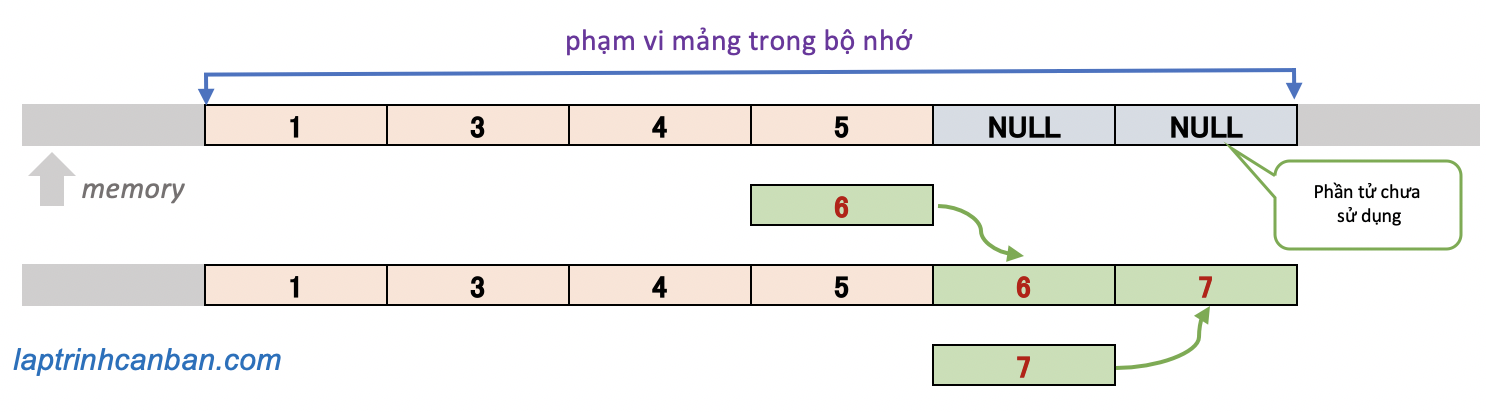 phạm vi mảng trong bộ nhớ
1 3 4 5 NULL NULL
memory
Phần tử chưa
sử dụng
6
1 3 4 5 6 7
laptrinhcanban.com
7